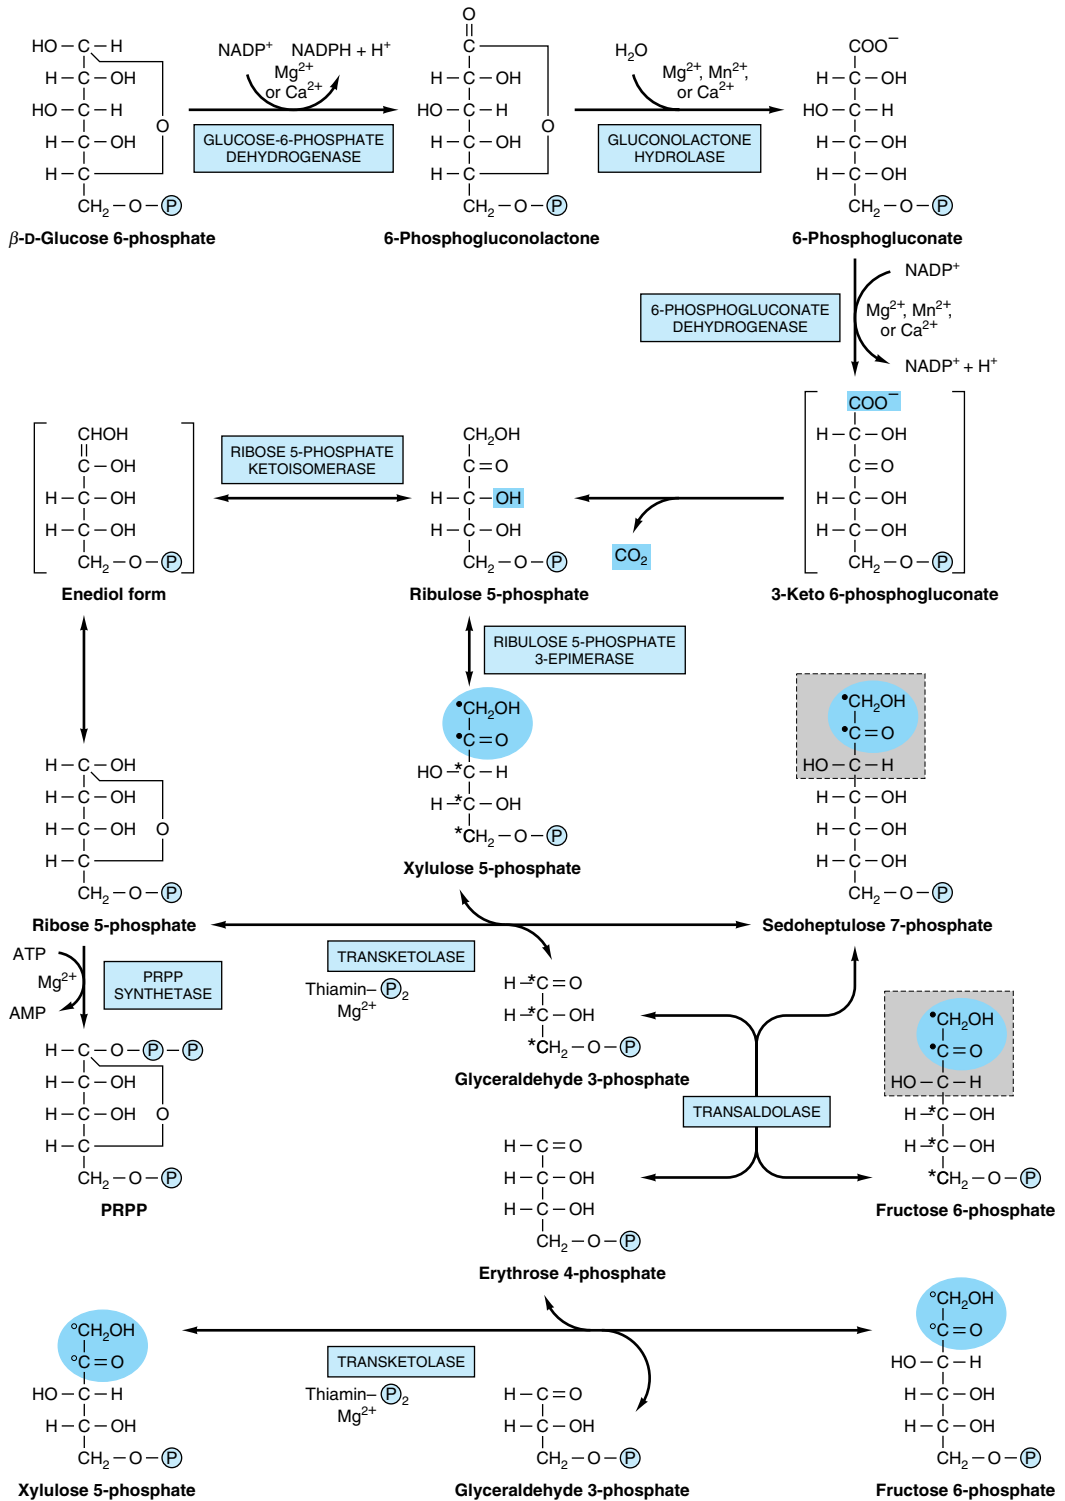 HO–C–H
H–C–OH
HO–C–H
O
H–C–OH
H–C
CH₂–O–P
β-D-Glucose 6-phosphate
NADP⁺ NADPH + H⁺
Mg²⁺
or Ca²⁺
GLUCOSE-6-PHOSPHATE
DEHYDROGENASE
O
C
H–C–OH
HO–C–H
O
H–C–OH
H–C
CH₂–O–P
6-Phosphogluconolactone
H₂O
Mg²⁺, Mn²⁺,
or Ca²⁺
GLUCONOLACTONE
HYDROLASE
COO⁻
H–C–OH
HO–C–H
H–C–OH
H–C–OH
CH₂–O–P
6-Phosphogluconate
6-PHOSPHOGLUCONATE
DEHYDROGENASE
NADP⁺
Mg²⁺, Mn²⁺,
or Ca²⁺
NADP⁺ + H⁺
COO⁻
H–C–OH
C=O
H–C–OH
H–C–OH
CH₂–O–P
3-Keto 6-phosphogluconate
CO₂
CH₂OH
C=O
H–C–OH
H–C–OH
CH₂–O–P
Ribulose 5-phosphate
RIBOSE 5-PHOSPHATE
KETOISOMERASE
CHOH
C–OH
H–C–OH
H–C–OH
CH₂–O–P
Enediol form
RIBULOSE 5-PHOSPHATE
3-EPIMERASE
•CH₂OH
•C=O
HO–*C–H
H–*C–OH
*CH₂–O–P
Xylulose 5-phosphate
•CH₂OH
•C=O
HO–C–H
H–C–OH
H–C–OH
H–C–OH
CH₂–O–P
Sedoheptulose 7-phosphate
H–C–OH
H–C–OH
H–C–OH O
H–C
CH₂–O–P
Ribose 5-phosphate
ATP
Mg²⁺
AMP
PRPP
SYNTHETASE
H–C–O–P–P
H–C–OH
H–C–OH O
H–C
CH₂–O–P
PRPP
TRANSKETOLASE
Thiamin–P₂
Mg²⁺
H–*C=O
H–*C–OH
*CH₂–O–P
Glyceraldehyde 3-phosphate
TRANSALDOLASE
•CH₂OH
•C=O
HO–C–H
H–*C–OH
H–*C–OH
*CH₂–O–P
Fructose 6-phosphate
H–C=O
H–C–OH
H–C–OH
CH₂–O–P
Erythrose 4-phosphate
°CH₂OH
°C=O
HO–C–H
H–C–OH
CH₂–O–P
Xylulose 5-phosphate
TRANSKETOLASE
Thiamin–P₂
Mg²⁺
H–C=O
H–C–OH
CH₂–O–P
Glyceraldehyde 3-phosphate
°CH₂OH
°C=O
HO–C–H
H–C–OH
H–C–OH
CH₂–O–P
Fructose 6-phosphate